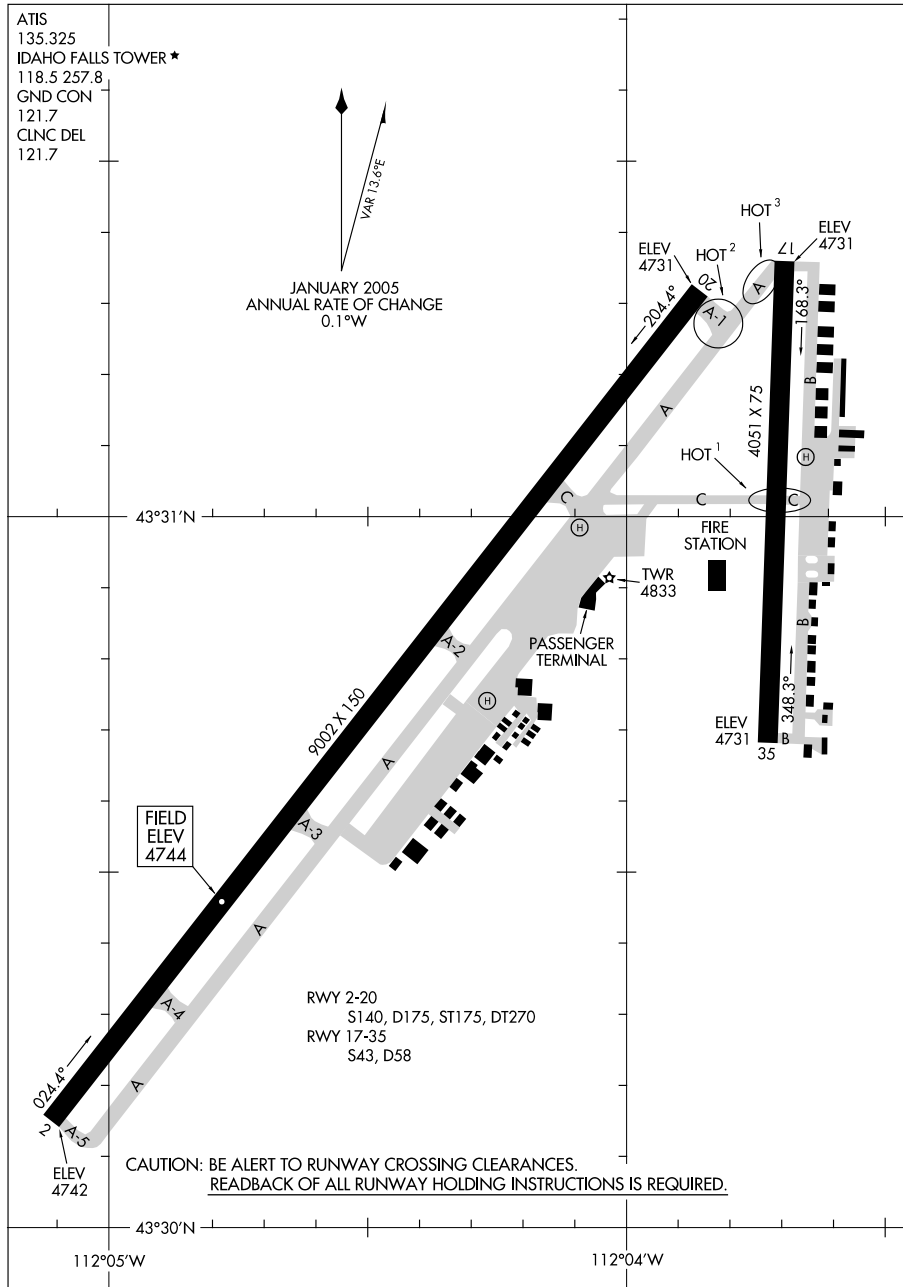 ATIS
135.325
IDAHO FALLS TOWER ★
118.5 257.8
GND CON
121.7
CLNC DEL
121.7
VAR 13.6°E
JANUARY 2005
ANNUAL RATE OF CHANGE
0.1°W
HOT 3
HOT 2
ELEV
4731
ELEV
4731
20
17
204.4°
168.3°
A-1
A
A
B
4051 X 75
HOT 1
H
C
C
C
43°31'N
H
FIRE
STATION
TWR
4833
PASSENGER
TERMINAL
A-2
B
H
348.3°
9002 X 150
ELEV
4731
B
35
A
A-3
FIELD
ELEV
4744
A
A-4
RWY 2-20
S140, D175, ST175, DT270
RWY 17-35
S43, D58
024.4°
A
2
A-5
ELEV
4742
CAUTION: BE ALERT TO RUNWAY CROSSING CLEARANCES.
READBACK OF ALL RUNWAY HOLDING INSTRUCTIONS IS REQUIRED.
43°30'N
112°05'W
112°04'W